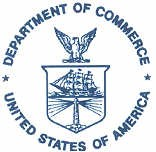 DEPARTMENT OF COMMERCE
UNITED STATES OF AMERICA